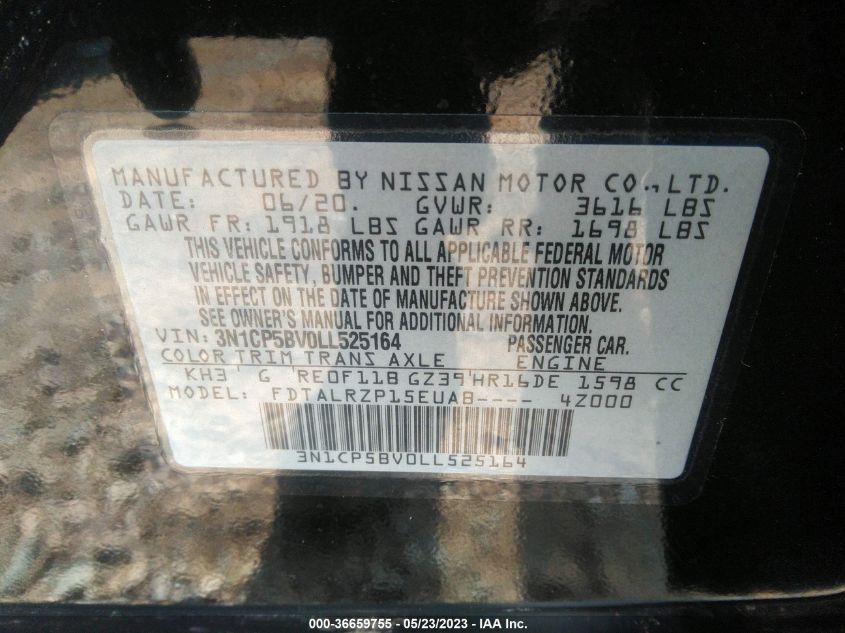 MANUFACTURED BY NISSAN MOTOR CO., LTD.
DATE: 06/20. GVWR: 3616 LBS
GAWR FR: 1918 LBS GAWR RR: 1698 LBS
THIS VEHICLE CONFORMS TO ALL APPLICABLE FEDERAL MOTOR
VEHICLE SAFETY, BUMPER AND THEFT PREVENTION STANDARDS
IN EFFECT ON THE DATE OF MANUFACTURE SHOWN ABOVE.
SEE OWNER'S MANUAL FOR ADDITIONAL INFORMATION.
VIN: 3N1CP5BV0LL525164 PASSENGER CAR.
COLOR TRIM TRANS AXLE ENGINE
KH3 G RE0F11B GZ39 HR16DE 1598 CC
MODEL: FDTALRZP15EUAB---- 4Z000
3N1CP5BV0LL525164
000-36659755 - 05/23/2023 - IAA Inc.